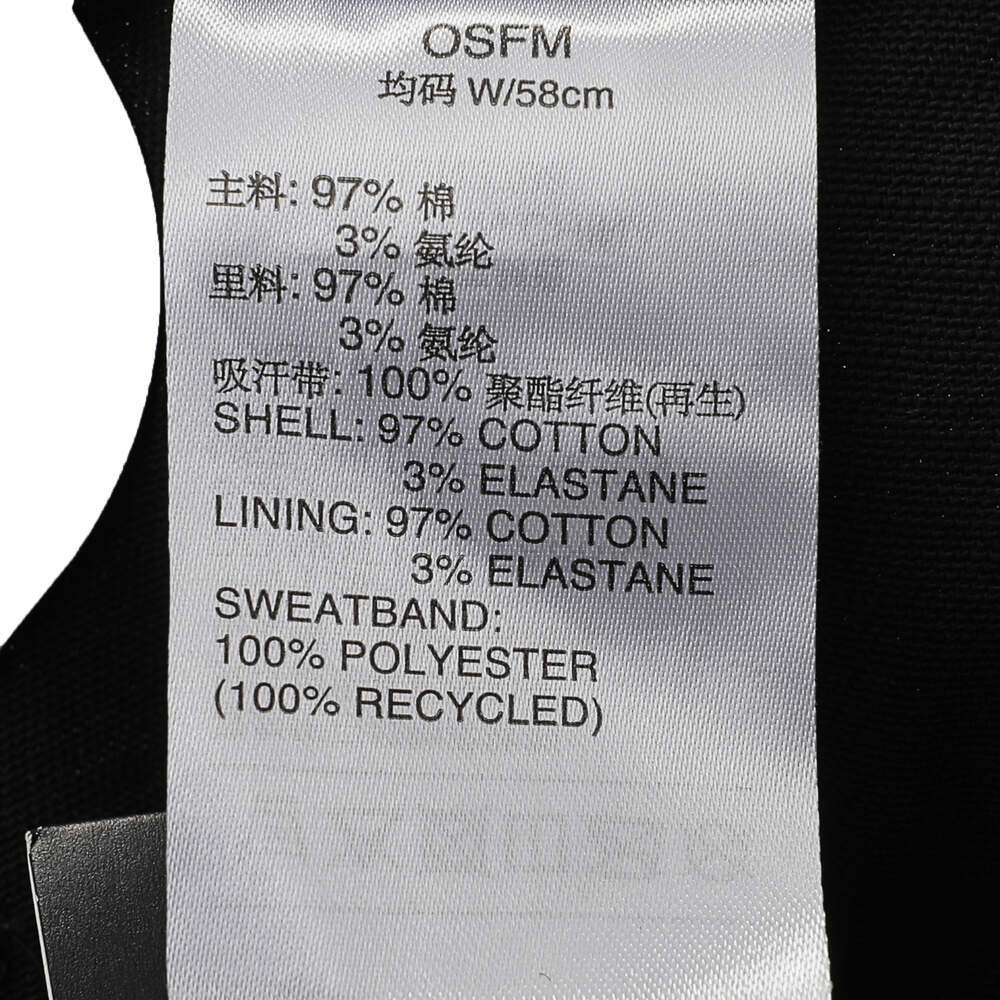 OSFM
均码 W/58cm
主料: 97% 棉
3% 氨纶
里料: 97% 棉
3% 氨纶
吸汗带: 100% 聚酯纤维(再生)
SHELL: 97% COTTON
3% ELASTANE
LINING: 97% COTTON
3% ELASTANE
SWEATBAND:
100% POLYESTER
(100% RECYCLED)